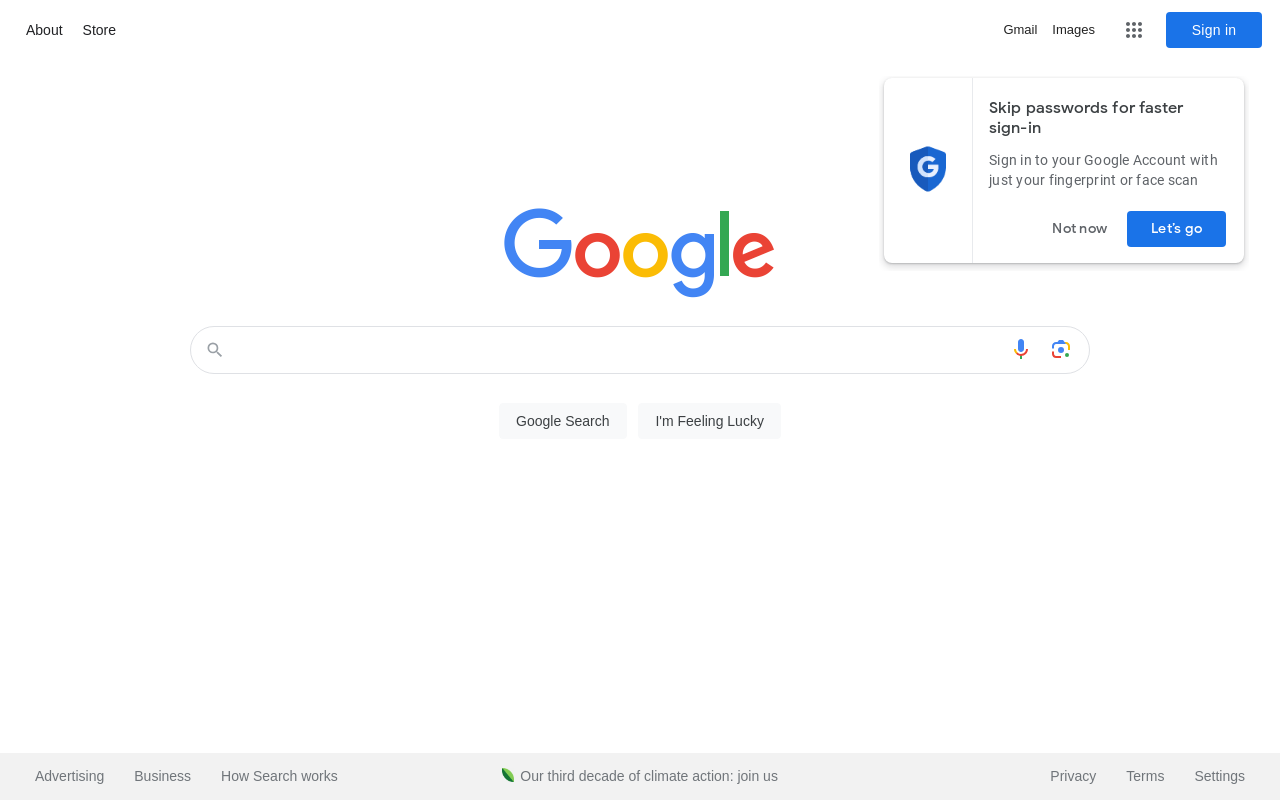 About Store Gmail Images Sign in
Skip passwords for faster
sign-in
Sign in to your Google Account with
just your fingerprint or face scan
Not now Let's go
Google
Google Search I'm Feeling Lucky
Advertising Business How Search works Our third decade of climate action: join us Privacy Terms Settings